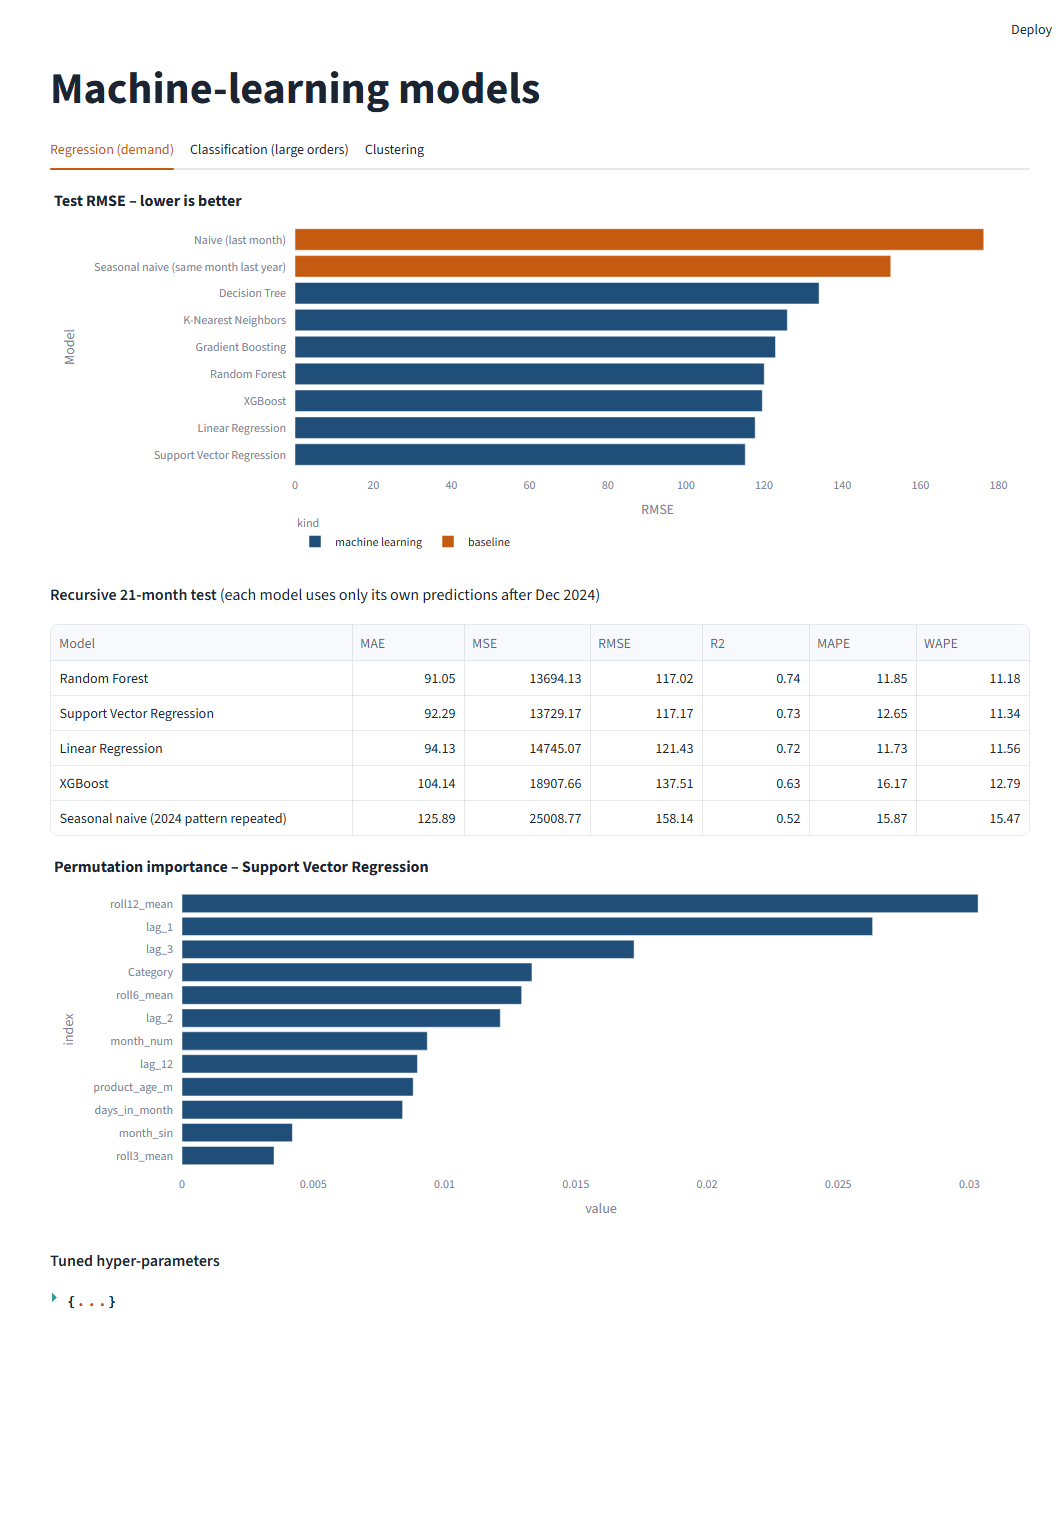 Deploy
Machine-learning models
Regression (demand) Classification (large orders) Clustering
Test RMSE – lower is better
Naive (last month)
Seasonal naive (same month last year)
Decision Tree
K-Nearest Neighbors
Gradient Boosting
Random Forest
XGBoost
Linear Regression
Support Vector Regression
Model
0 20 40 60 80 100 120 140 160 180
RMSE
kind
machine learning baseline
Recursive 21-month test (each model uses only its own predictions after Dec 2024)
Model MAE MSE RMSE R2 MAPE WAPE
Random Forest 91.05 13694.13 117.02 0.74 11.85 11.18
Support Vector Regression 92.29 13729.17 117.17 0.73 12.65 11.34
Linear Regression 94.13 14745.07 121.43 0.72 11.73 11.56
XGBoost 104.14 18907.66 137.51 0.63 16.17 12.79
Seasonal naive (2024 pattern repeated) 125.89 25008.77 158.14 0.52 15.87 15.47
Permutation importance – Support Vector Regression
roll12_mean
lag_1
lag_3
Category
roll6_mean
lag_2
month_num
lag_12
product_age_m
days_in_month
month_sin
roll3_mean
index
0 0.005 0.01 0.015 0.02 0.025 0.03
value
Tuned hyper-parameters
{...}